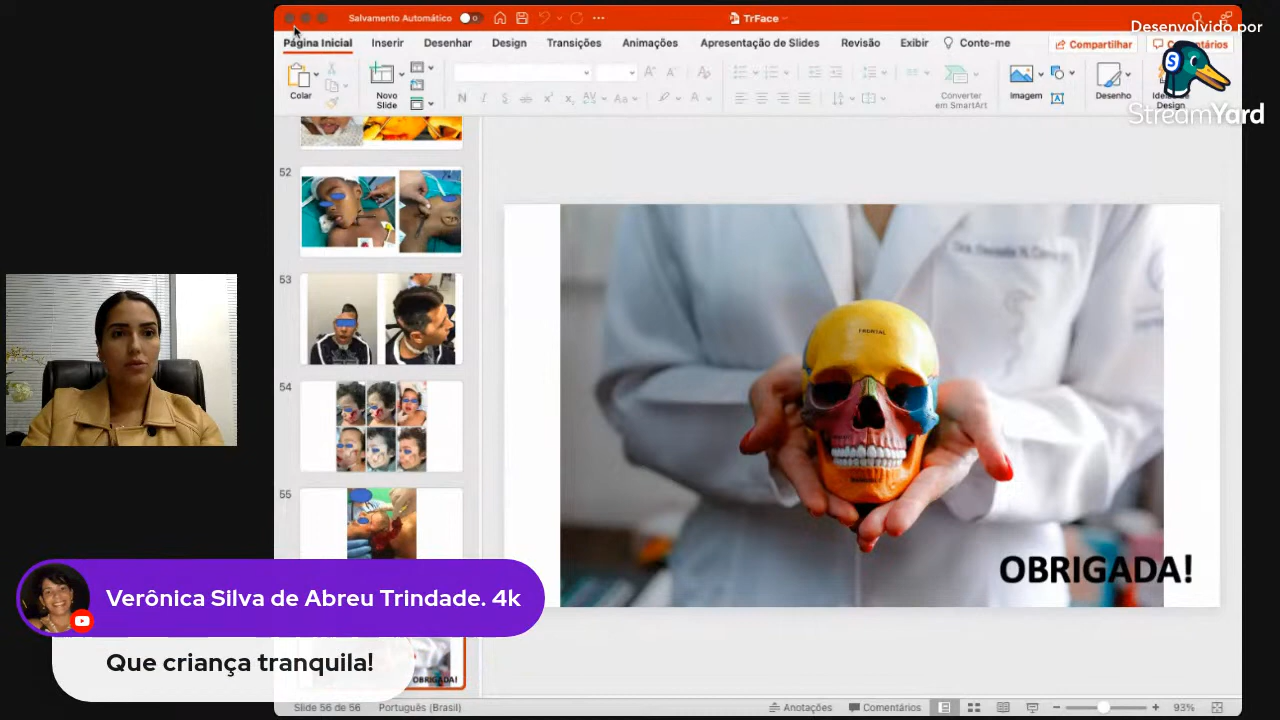 Salvamento Automático
TrFace
Desenvolvido por
Página Inicial
Inserir
Desenhar
Design
Transições
Animações
Apresentação de Slides
Revisão
Exibir
Conte-me
Compartilhar
StreamYard
Colar
Novo
Slide
Converter
em SmartArt
Imagem
Desenho
Design
52
53
54
55
FRONTAL
OBRIGADA!
Verônica Silva de Abreu Trindade. 4k
Que criança tranquila!
OBRIGADA!
Slide 56 de 56
Português (Brasil)
Anotações
Comentários
93%